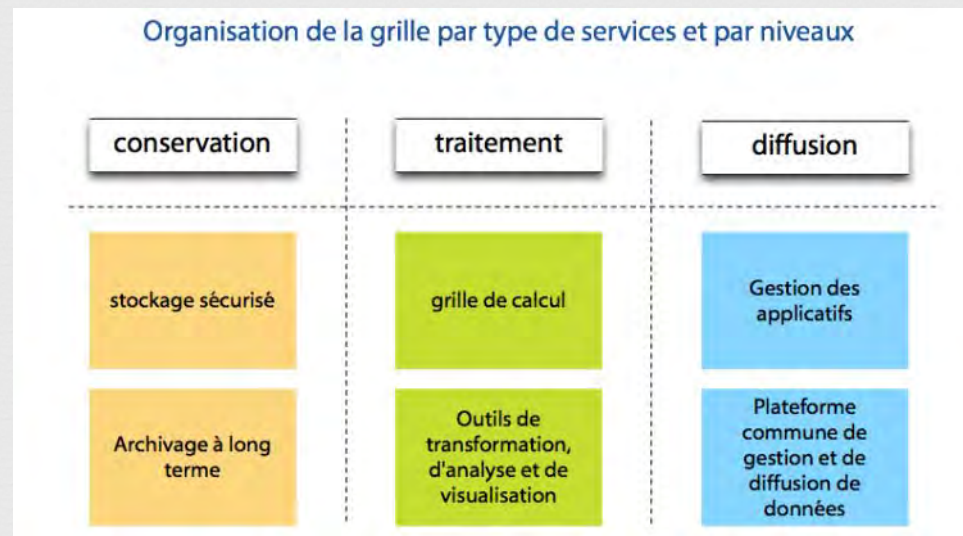 Organisation de la grille par type de services et par niveaux
conservation
traitement
diffusion
stockage sécurisé
grille de calcul
Gestion des
applicatifs
Archivage à long
terme
Outils de
transformation,
d'analyse et de
visualisation
Plateforme
commune de
gestion et de
diffusion de
données